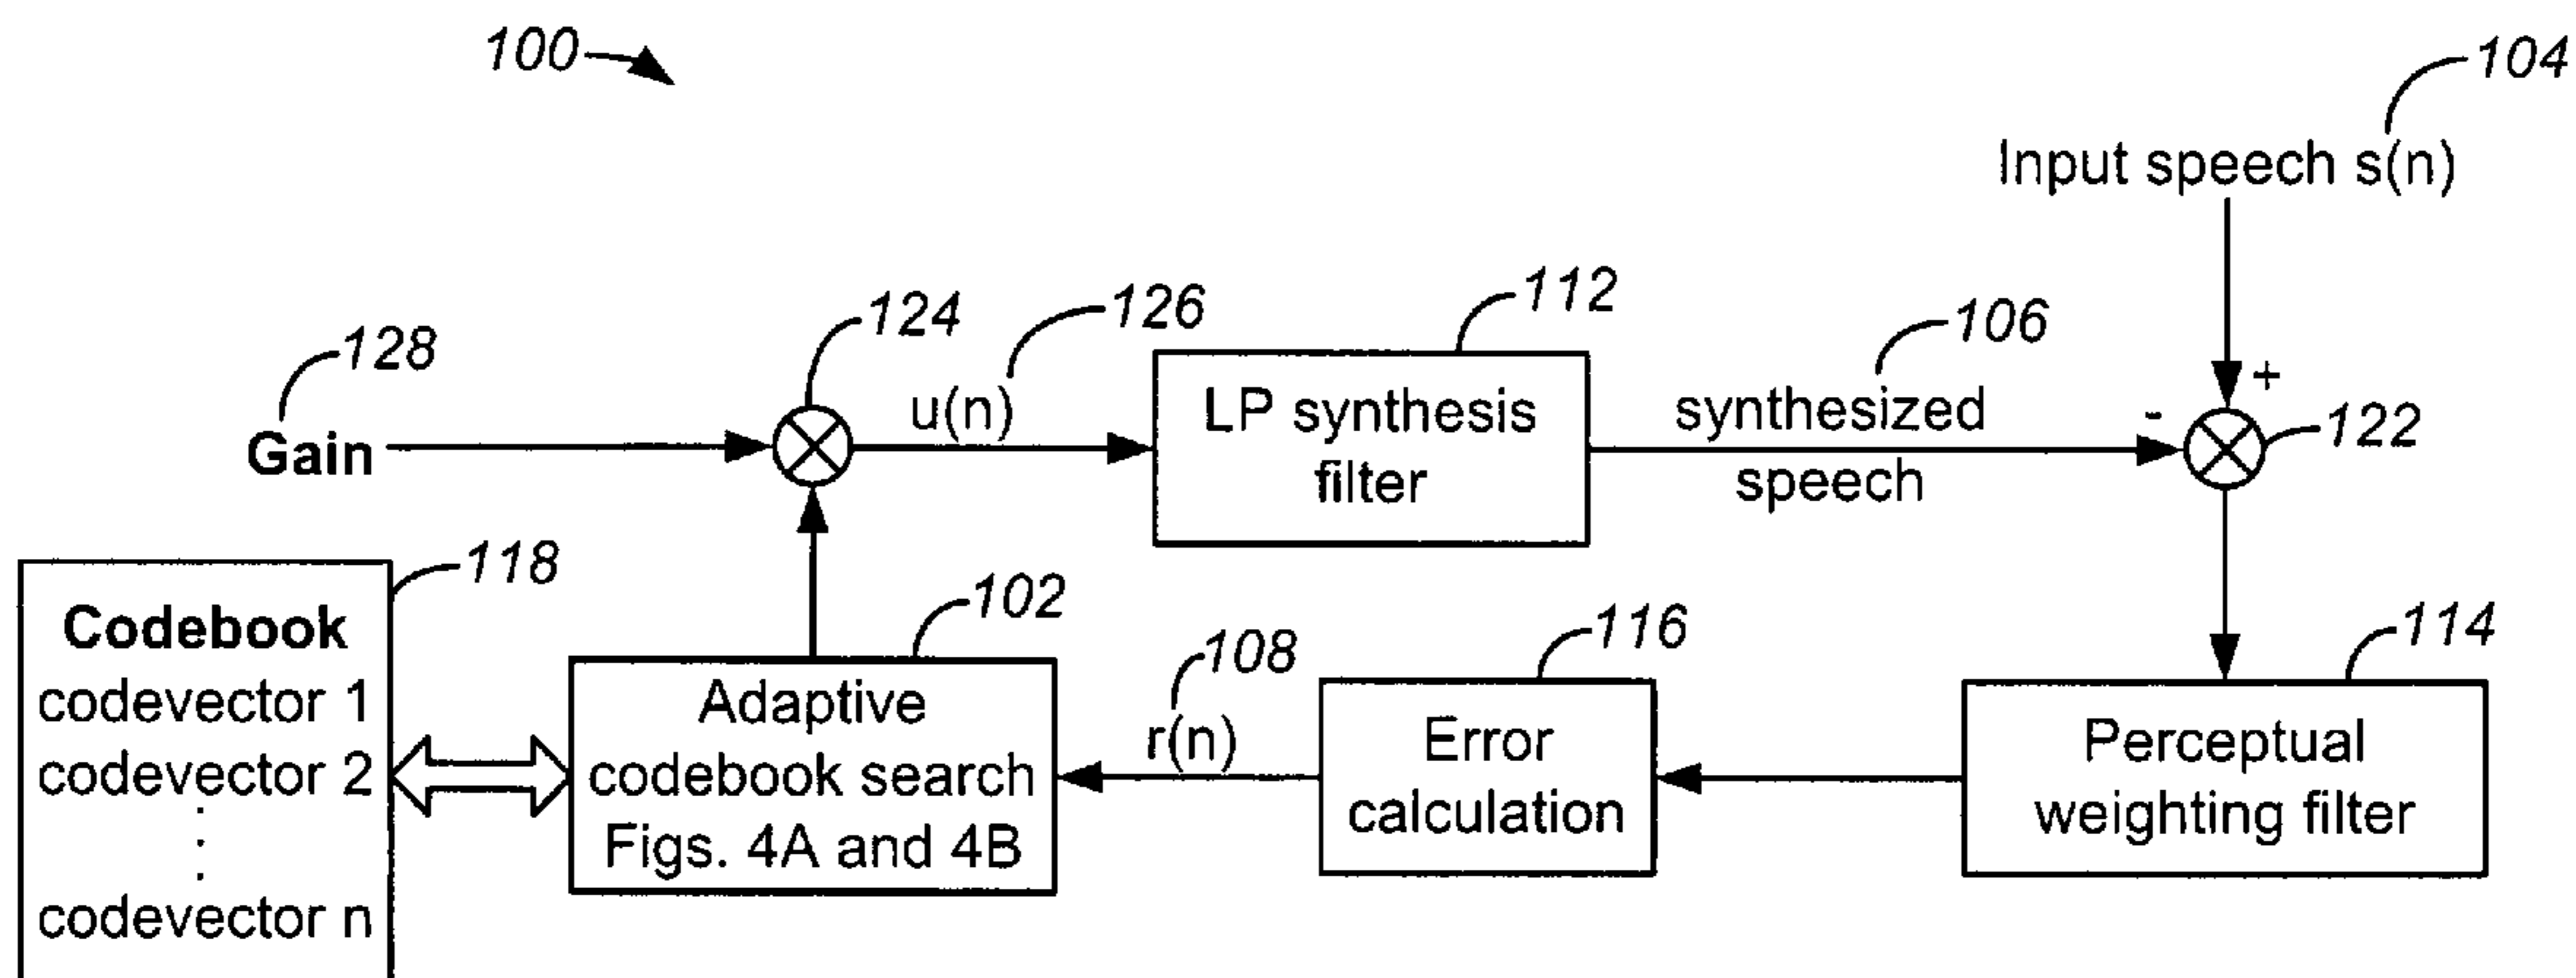 100
104
Input speech s(n)
+
-
122
128
Gain
124
u(n)
126
112
LP synthesis
filter
106
synthesized
speech
118
Codebook
codevector 1
codevector 2
.
.
.
codevector n
102
Adaptive
codebook search
Figs. 4A and 4B
108
r(n)
116
Error
calculation
114
Perceptual
weighting filter